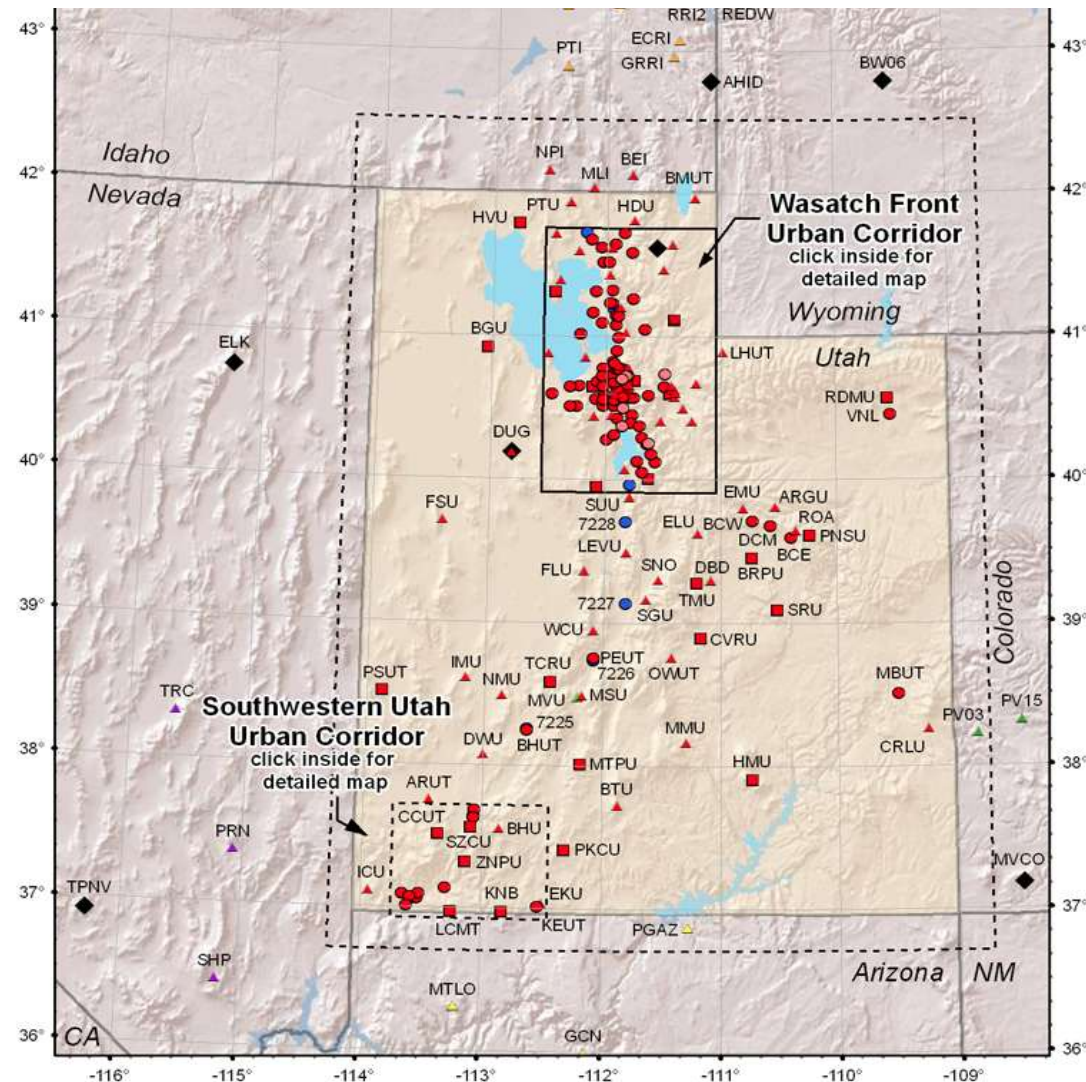 RRI2
REDW
43°
ECRI
43°
PTI
GRRI
BW06
AHID
Idaho
NPI
BEI
42°
MLI
BMUT
42°
Nevada
PTU
HDU
HVU
Wasatch Front
Urban Corridor
click inside for
detailed map
41°
Wyoming
BGU
41°
ELK
LHUT
Utah
RDMU
VNL
DUG
40°
40°
EMU
ARGU
FSU
SUU
7228
ELU
BCW
ROA
DCM
PNSU
BCE
LEVU
FLU
SNO
DBD
BRPU
39°
7227
TMU
SRU
39°
SGU
Colorado
WCU
CVRU
PEUT
IMU
TCRU
7226
OWUT
PSUT
MBUT
NMU
MVU
MSU
TRC
PV15
Southwestern Utah
Urban Corridor
click inside for
detailed map
7225
PV03
BHUT
DWU
MMU
CRLU
38°
MTPU
HMU
38°
ARUT
BTU
CCUT
BHU
PRN
SZCU
PKCU
ZNPU
MVCO
ICU
37°
TPNV
KNB
EKU
37°
LCMT
KEUT
PGAZ
SHP
Arizona
NM
MTLO
36°
CA
GCN
36°
-116°
-115°
-114°
-113°
-112°
-111°
-110°
-109°